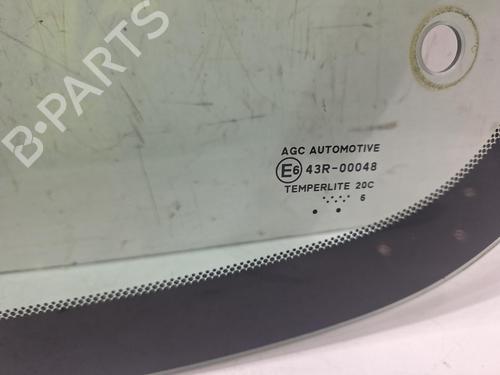 B-PARTS
AGC AUTOMOTIVE
E6 43R-00048
TEMPERLITE 20C
6